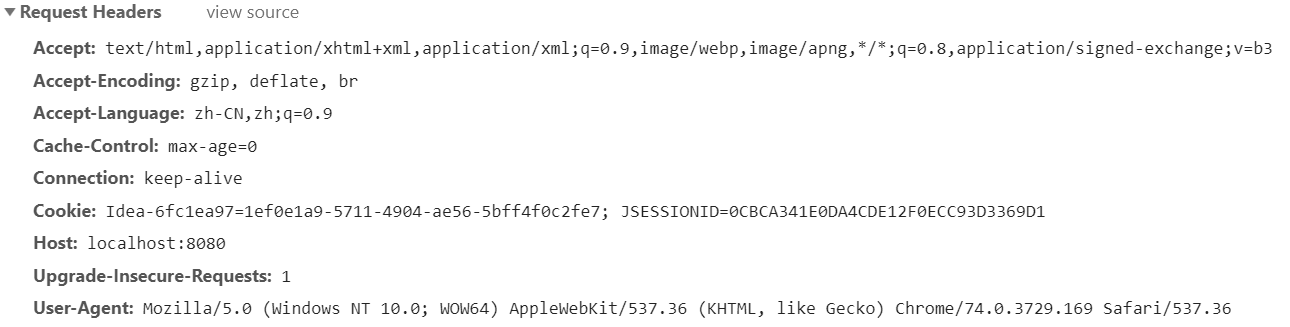 Request Headers view source
Accept: text/html,application/xhtml+xml,application/xml;q=0.9,image/webp,image/apng,*/*;q=0.8,application/signed-exchange;v=b3
Accept-Encoding: gzip, deflate, br
Accept-Language: zh-CN,zh;q=0.9
Cache-Control: max-age=0
Connection: keep-alive
Cookie: Idea-6fc1ea97=1ef0e1a9-5711-4904-ae56-5bff4f0c2fe7; JSESSIONID=0CBCA341E0DA4CDE12F0ECC93D3369D1
Host: localhost:8080
Upgrade-Insecure-Requests: 1
User-Agent: Mozilla/5.0 (Windows NT 10.0; WOW64) AppleWebKit/537.36 (KHTML, like Gecko) Chrome/74.0.3729.169 Safari/537.36